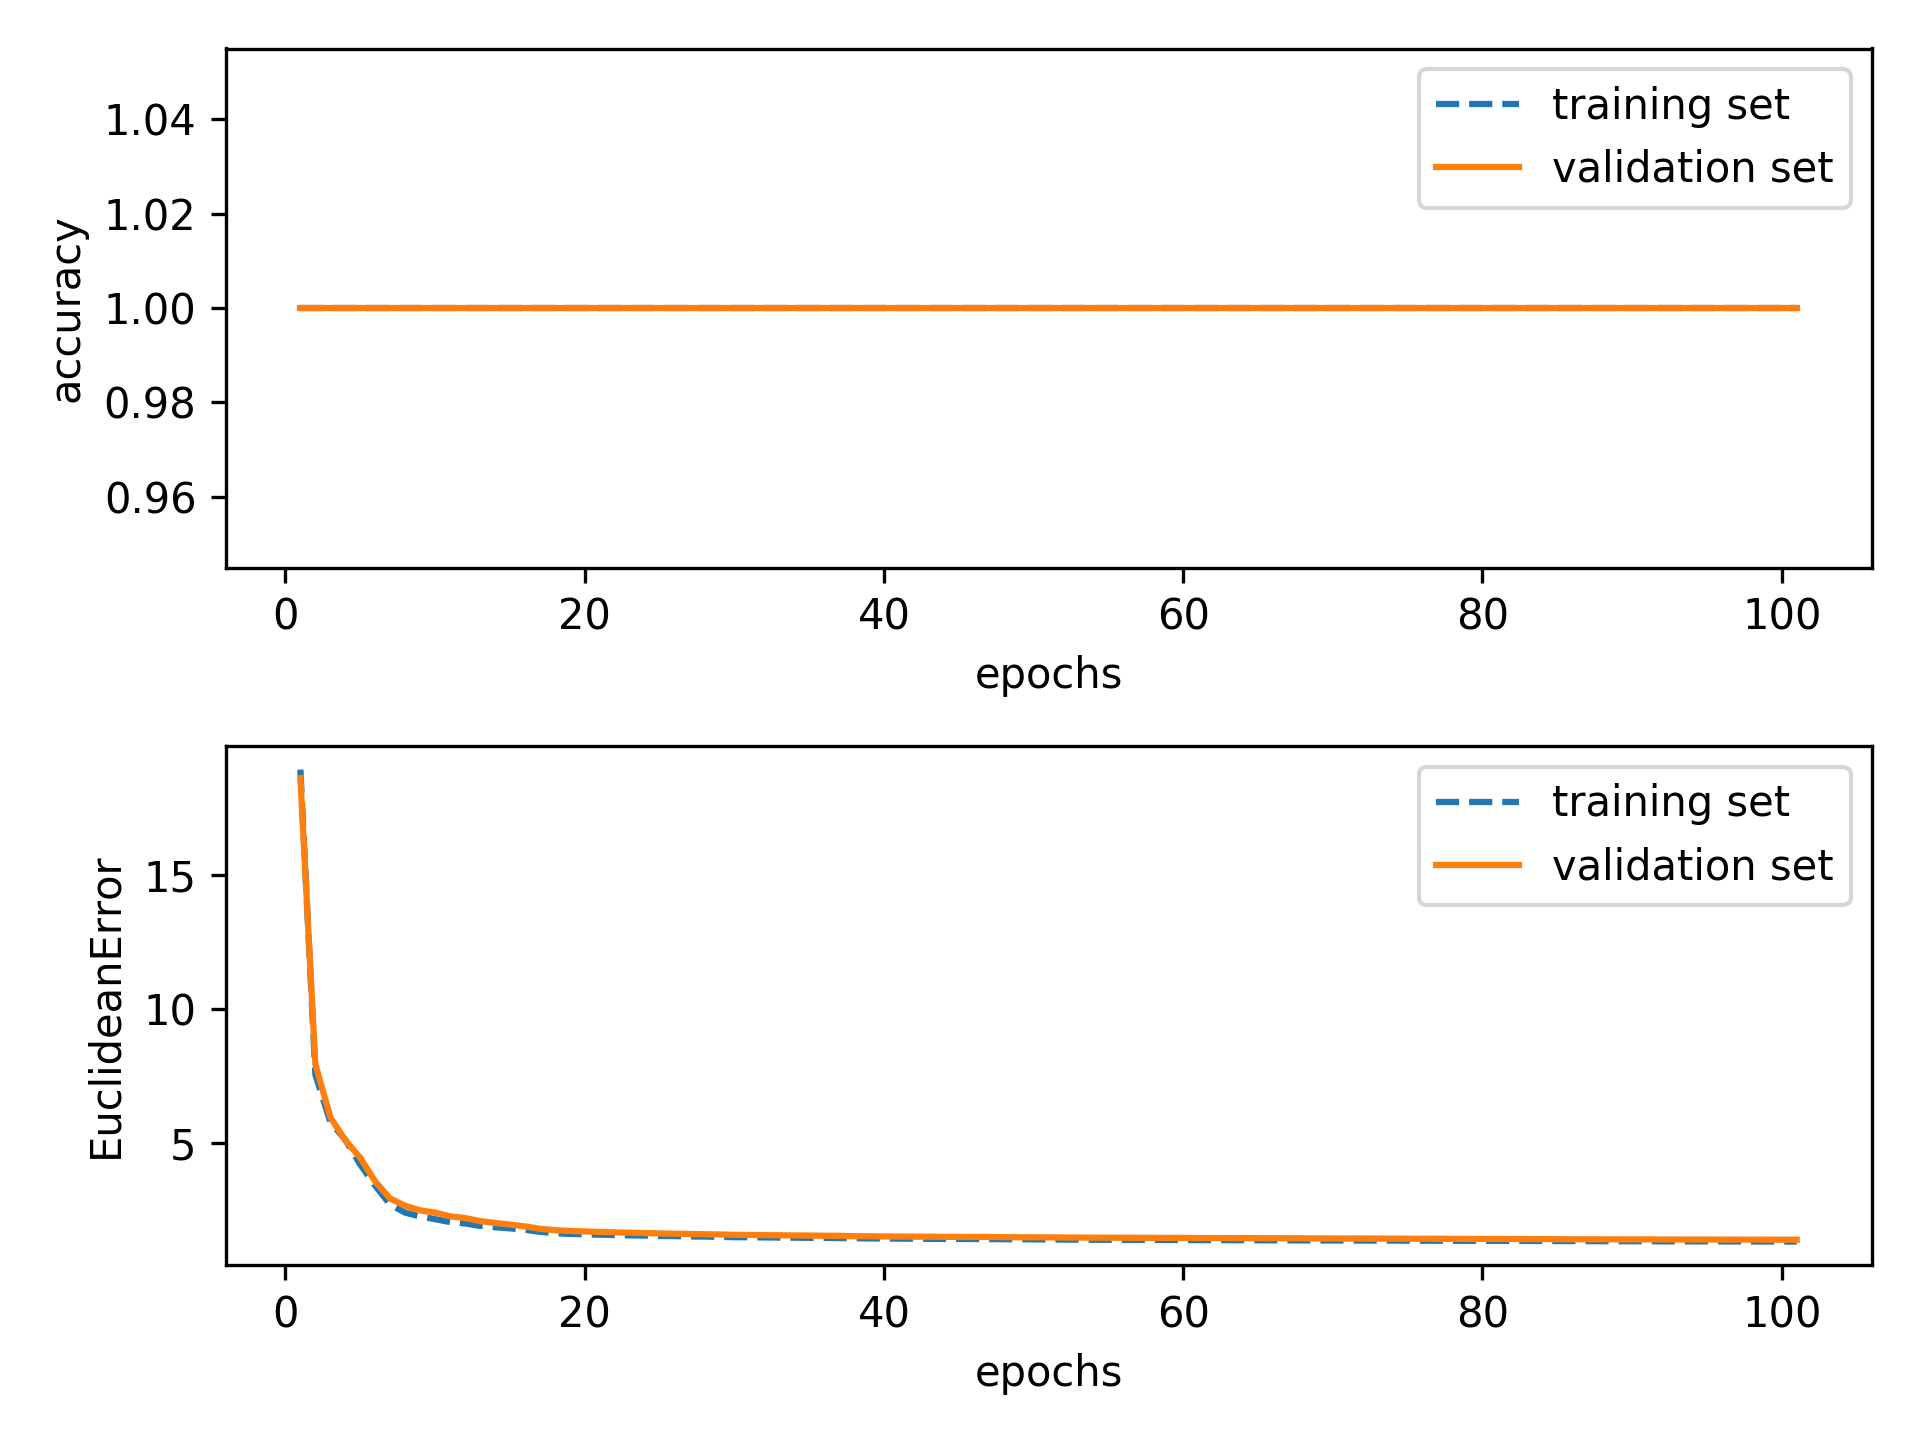 accuracy
1.04
1.02
1.00
0.98
0.96
training set
validation set
0 20 40 60 80 100
epochs
EuclideanError
15
10
5
training set
validation set
0 20 40 60 80 100
epochs